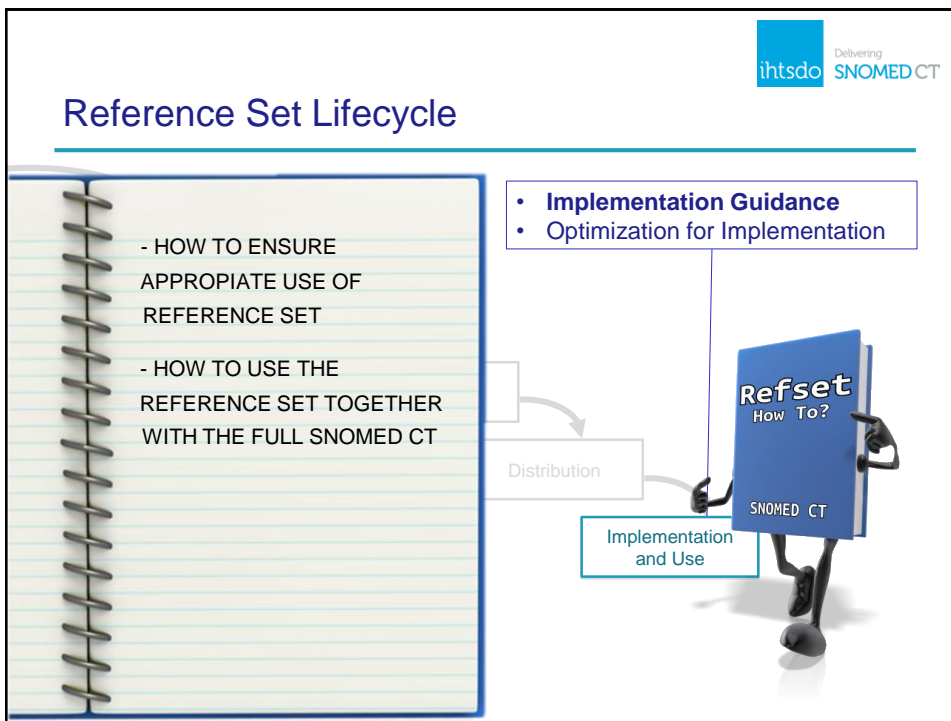 ihtsdo
Delivering
SNOMED CT
Reference Set Lifecycle
- HOW TO ENSURE
APPROPIATE USE OF
REFERENCE SET
- HOW TO USE THE
REFERENCE SET TOGETHER
WITH THE FULL SNOMED CT
• Implementation Guidance
• Optimization for Implementation
Distribution
Implementation
and Use
Refset
How To?
SNOMED CT